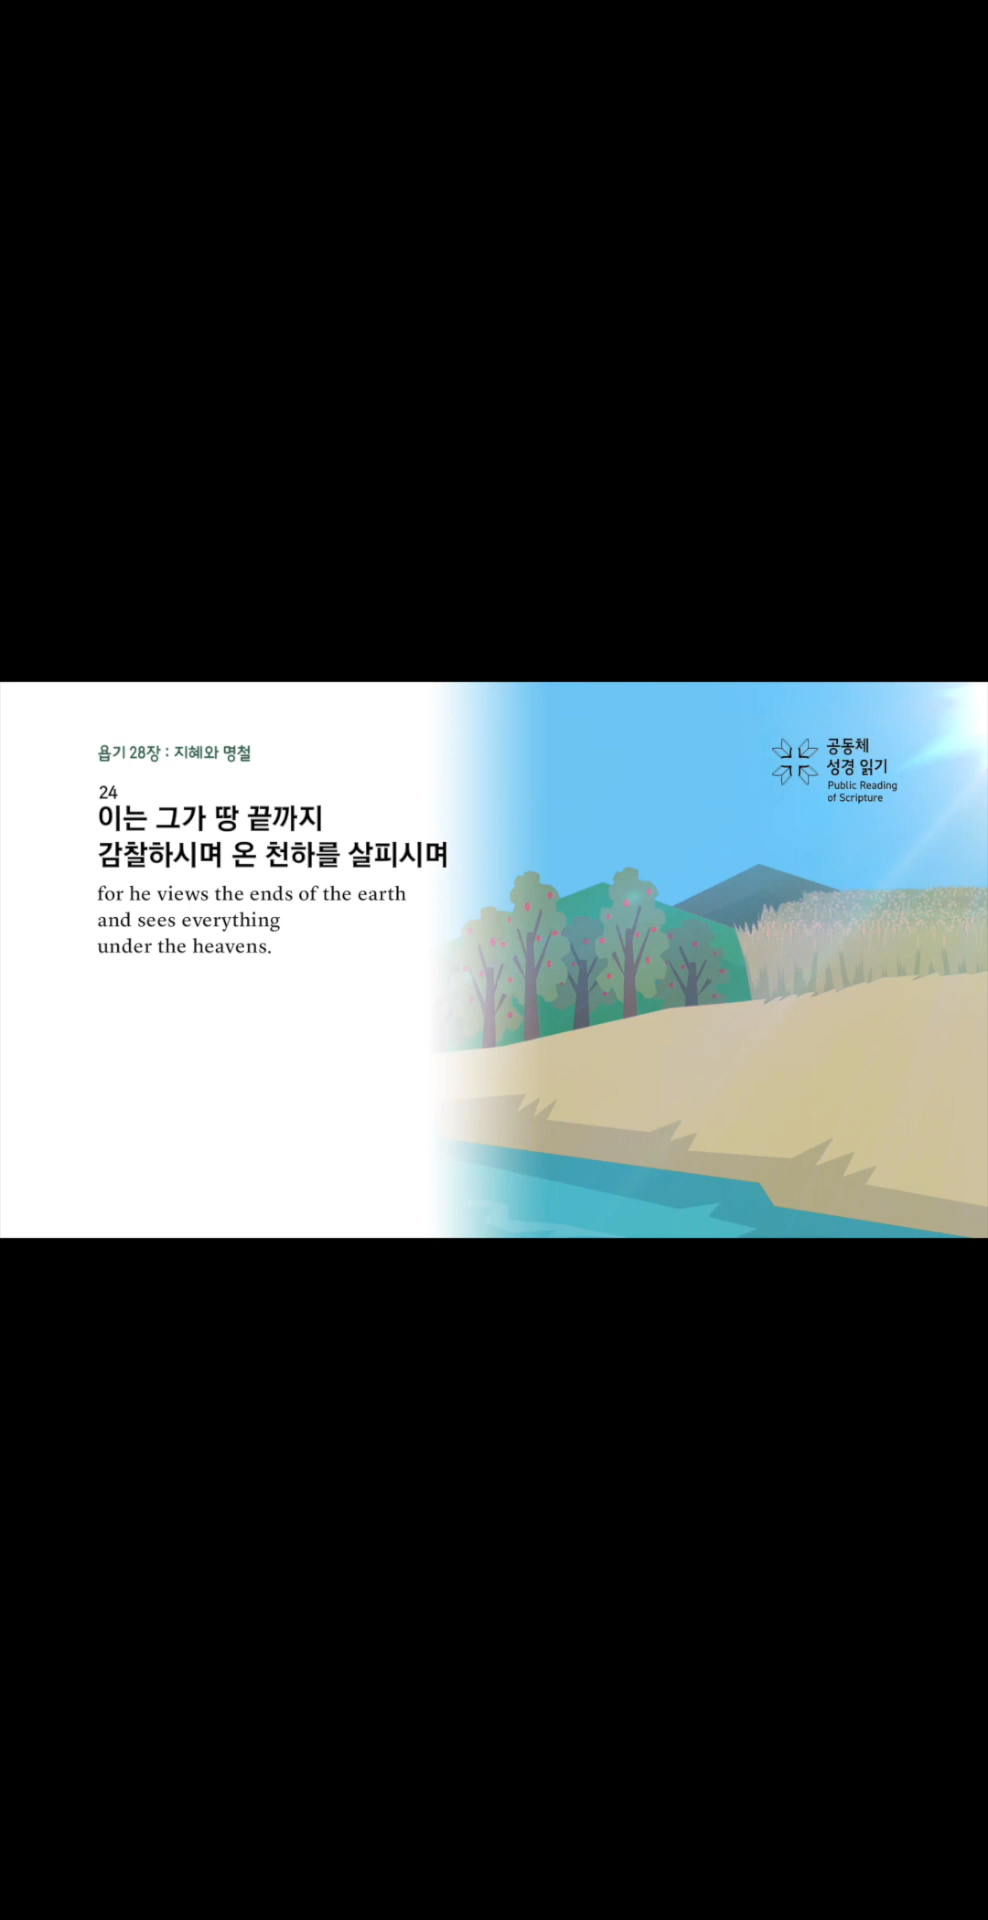 욥기 28장 : 지혜와 명철
24
이는 그가 땅 끝까지
감찰하시며 온 천하를 살피시며
for he views the ends of the earth
and sees everything
under the heavens.
공동체
성경 읽기
Public Reading
of Scripture